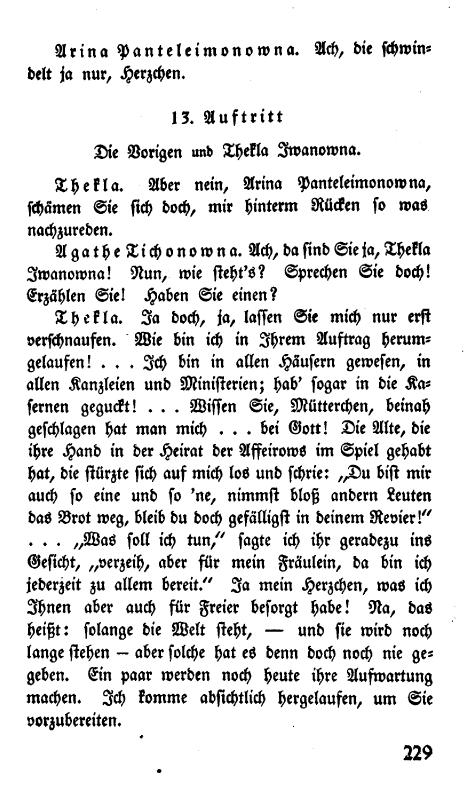 Arina Panteleimonowna. Ach, die schwin-
delt ja nur, Herzchen.
13. Auftritt
Die Vorigen und Thekla Iwanowna.
Thekla. Aber nein, Arina Panteleimonowna,
schämen Sie sich doch, mir hinterm Rücken so was
nachzureden.
Agathe Tichonowna. Ach, da sind Sie ja, Thekla
Iwanowna! Nun, wie steht's? Sprechen Sie doch!
Erzählen Sie! Haben Sie einen?
Thekla. Ja doch, ja, lassen Sie mich nur erst
verschnaufen. Wie bin ich in Ihrem Auftrag herum-
gelaufen! . . . Ich bin in allen Häusern gewesen, in
allen Kanzleien und Ministerien; hab' sogar in die Ka-
sernen geguckt! . . . Wissen Sie, Mütterchen, beinah
geschlagen hat man mich . . . bei Gott! Die Alte, die
ihre Hand in der Heirat der Affeirows im Spiel gehabt
hat, die stürzte sich auf mich los und schrie: „Du bist mir
auch so eine und so 'ne, nimmst bloß andern Leuten
das Brot weg, bleib du doch gefälligst in deinem Revier!"
. . . „Was soll ich tun," sagte ich ihr geradezu ins
Gesicht, „verzeih, aber für mein Fräulein, da bin ich
jederzeit zu allem bereit." Ja mein Herzchen, was ich
Ihnen aber auch für Freier besorgt habe! Na, das
heißt: solange die Welt steht, — und sie wird noch
lange stehen – aber solche hat es denn doch noch nie ge-
geben. Ein paar werden noch heute ihre Aufwartung
machen. Ich komme absichtlich hergelaufen, um Sie
vorzubereiten.
229